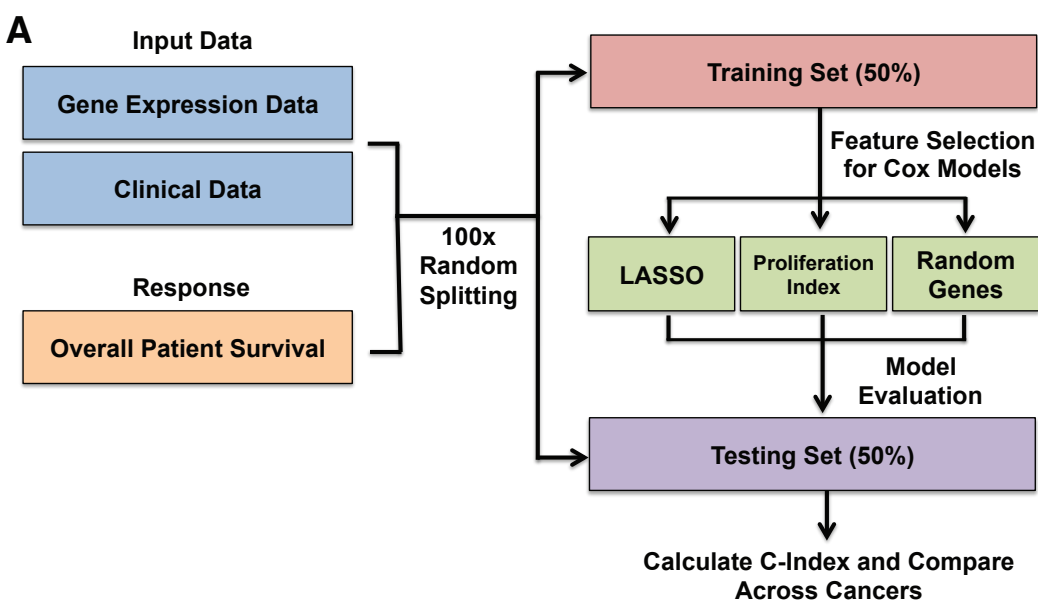 A
Input Data
Gene Expression Data
Clinical Data
Response
Overall Patient Survival
100x
Random
Splitting
Training Set (50%)
Feature Selection
for Cox Models
LASSO
Proliferation
Index
Random
Genes
Model
Evaluation
Testing Set (50%)
Calculate C-Index and Compare
Across Cancers